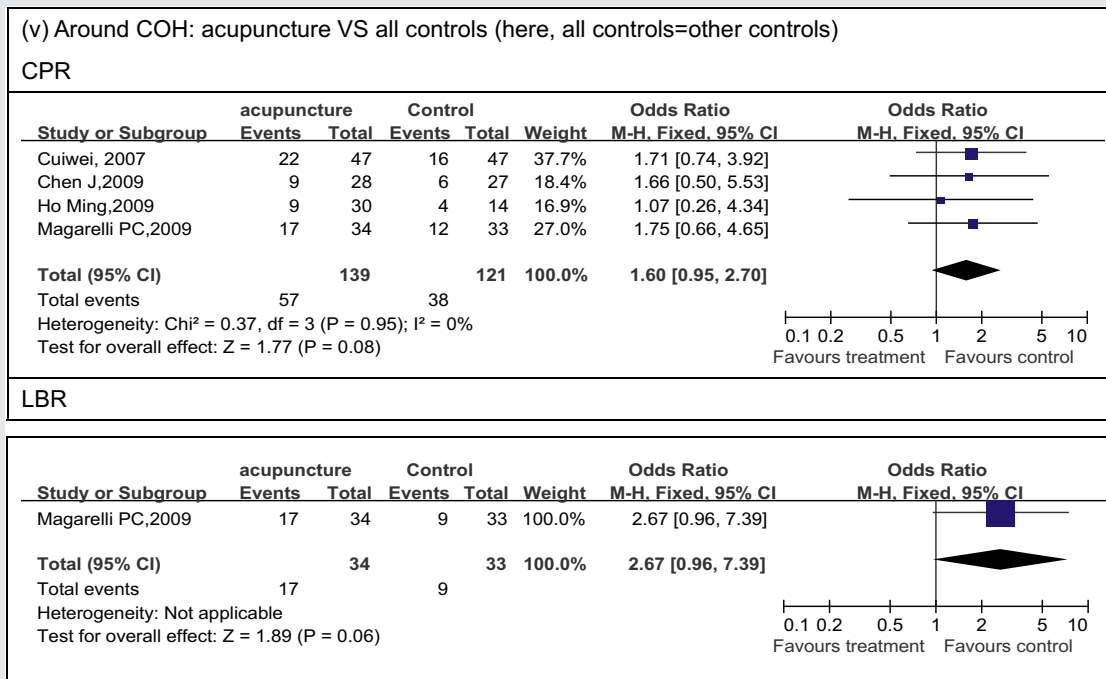 (v) Around COH: acupuncture VS all controls (here, all controls=other controls)
CPR
acupuncture Control Odds Ratio Odds Ratio
Study or Subgroup Events Total Events Total Weight M-H, Fixed, 95% CI M-H, Fixed, 95% CI
Cuiwei, 2007 22 47 16 47 37.7% 1.71 [0.74, 3.92]
Chen J,2009 9 28 6 27 18.4% 1.66 [0.50, 5.53]
Ho Ming,2009 9 30 4 14 16.9% 1.07 [0.26, 4.34]
Magarelli PC,2009 17 34 12 33 27.0% 1.75 [0.66, 4.65]
Total (95% CI) 139 121 100.0% 1.60 [0.95, 2.70]
Total events 57 38
Heterogeneity: Chi² = 0.37, df = 3 (P = 0.95); I² = 0%
Test for overall effect: Z = 1.77 (P = 0.08)
0.1 0.2 0.5 1 2 5 10
Favours treatment Favours control
LBR
acupuncture Control Odds Ratio Odds Ratio
Study or Subgroup Events Total Events Total Weight M-H, Fixed, 95% CI M-H, Fixed, 95% CI
Magarelli PC,2009 17 34 9 33 100.0% 2.67 [0.96, 7.39]
Total (95% CI) 34 33 100.0% 2.67 [0.96, 7.39]
Total events 17 9
Heterogeneity: Not applicable
Test for overall effect: Z = 1.89 (P = 0.06)
0.1 0.2 0.5 1 2 5 10
Favours treatment Favours control